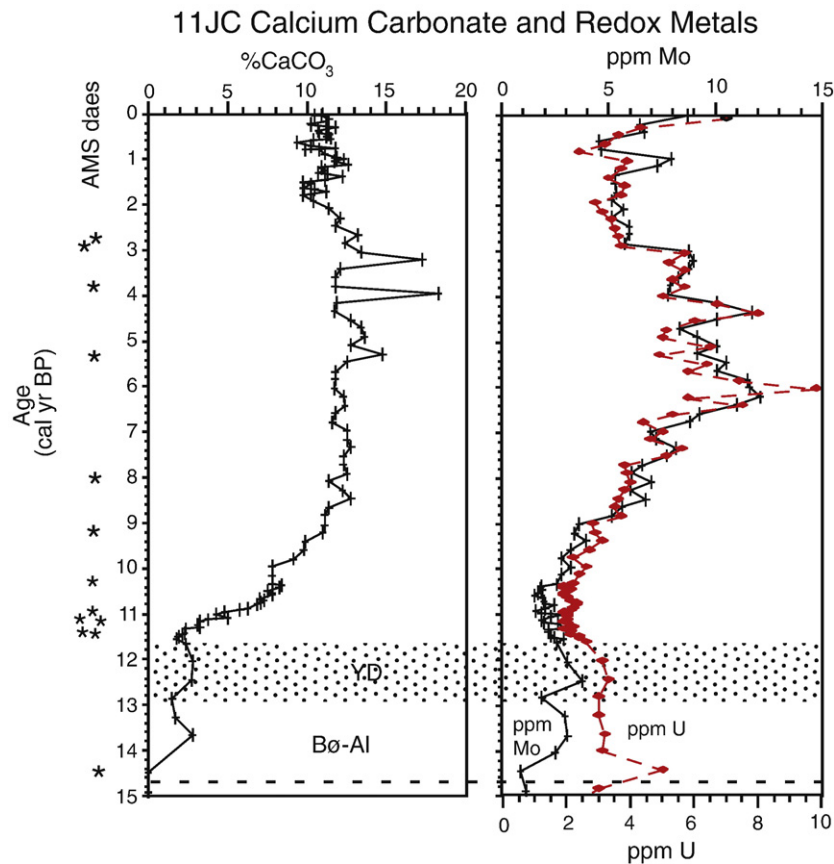 11JC Calcium Carbonate and Redox Metals
%CaCO3
ppm Mo
0 5 10 15 20
0 5 10 15
AMS daes
Age
(cal yr BP)
0
1
2
3
4
5
6
7
8
9
10
11
12
13
14
15
* *
*
*
*
*
*
*
* *
* *
*
Y.D
Bø-Al
ppm
Mo
ppm U
0 2 4 6 8 10
ppm U